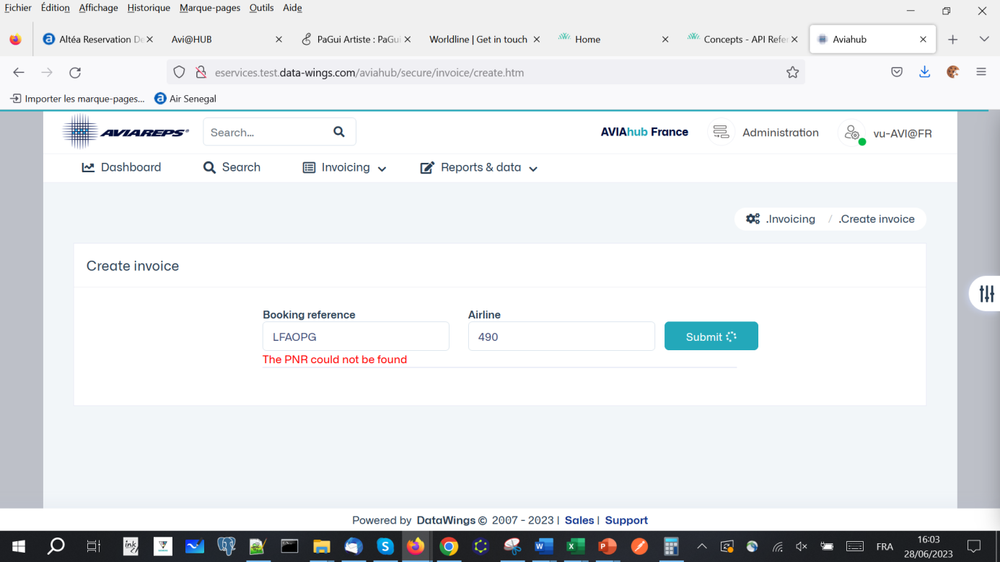 Fichier Édition Affichage Historique Marque-pages Outils Aide
Altéa Reservation De
Avi@HUB
PaGui Artiste : PaGui
Worldline | Get in touch
Home
Concepts - API Refer
Aviahub
eservices.test.data-wings.com/aviahub/secure/invoice/create.htm
Importer les marque-pages... Air Senegal
AVIAREPS®
Search...
AVIAhub France
Administration
vu-AVI@FR
Dashboard
Search
Invoicing
Reports & data
.Invoicing / .Create invoice
Create invoice
Booking reference
Airline
LFAOPG
490
Submit
The PNR could not be found
Powered by DataWings © 2007 - 2023 | Sales | Support
FRA
16:03
28/06/2023